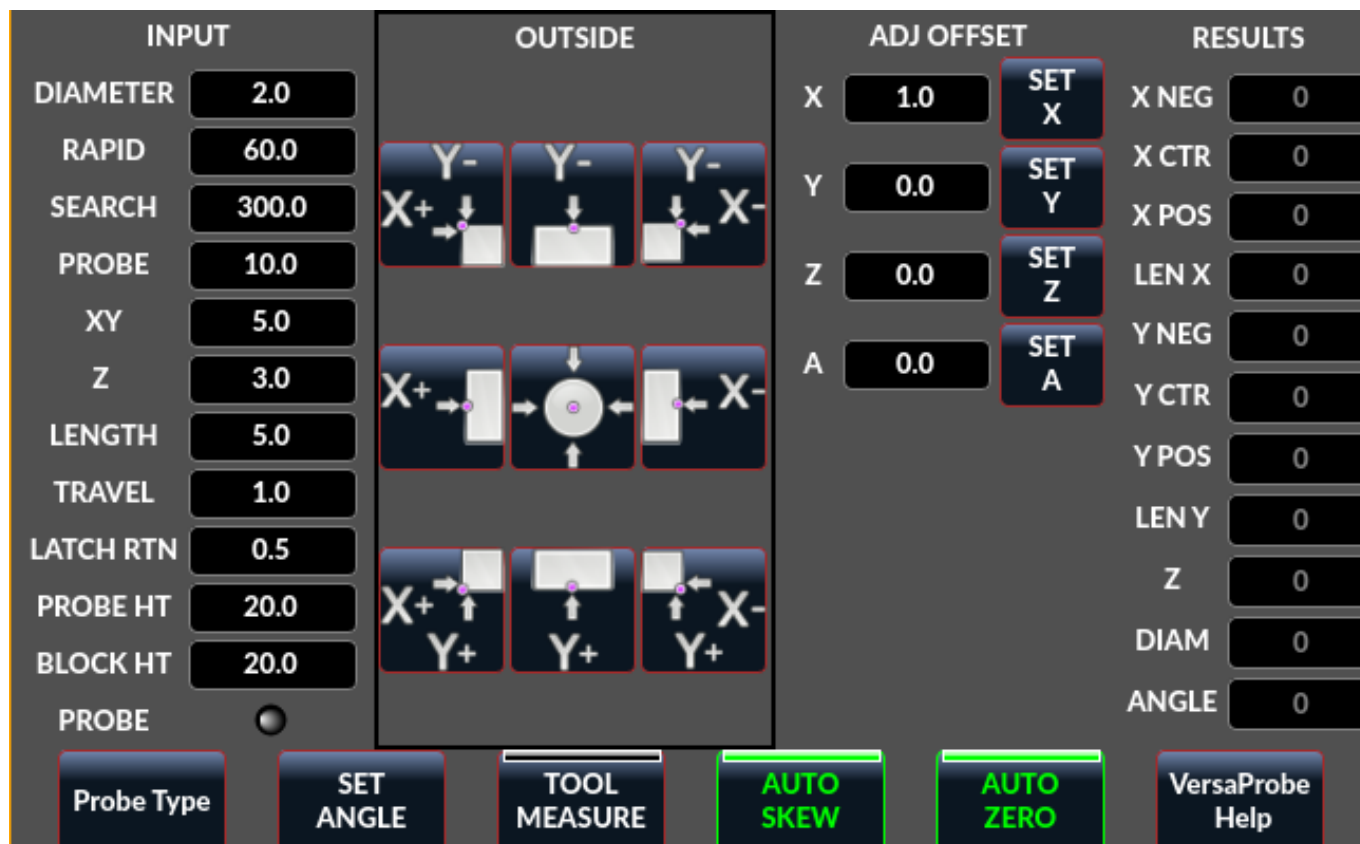 INPUT
DIAMETER 2.0
RAPID 60.0
SEARCH 300.0
PROBE 10.0
XY 5.0
Z 3.0
LENGTH 5.0
TRAVEL 1.0
LATCH RTN 0.5
PROBE HT 20.0
BLOCK HT 20.0
PROBE
OUTSIDE
Y- Y- Y-
X+ X-
X+ X-
X+ X-
Y+ Y+ Y+
ADJ OFFSET
X 1.0 SET
X
Y 0.0 SET
Y
Z 0.0 SET
Z
A 0.0 SET
A
RESULTS
X NEG 0
X CTR 0
X POS 0
LEN X 0
Y NEG 0
Y CTR 0
Y POS 0
LEN Y 0
Z 0
DIAM 0
ANGLE 0
Probe Type
SET
ANGLE
TOOL
MEASURE
AUTO
SKEW
AUTO
ZERO
VersaProbe
Help